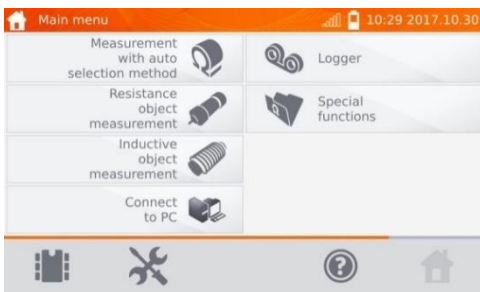 Main menu
10:29 2017.10.30
Measurement
with auto
selection method
Logger
Resistance
object
measurement
Special
functions
Inductive
object
measurement
Connect
to PC
?